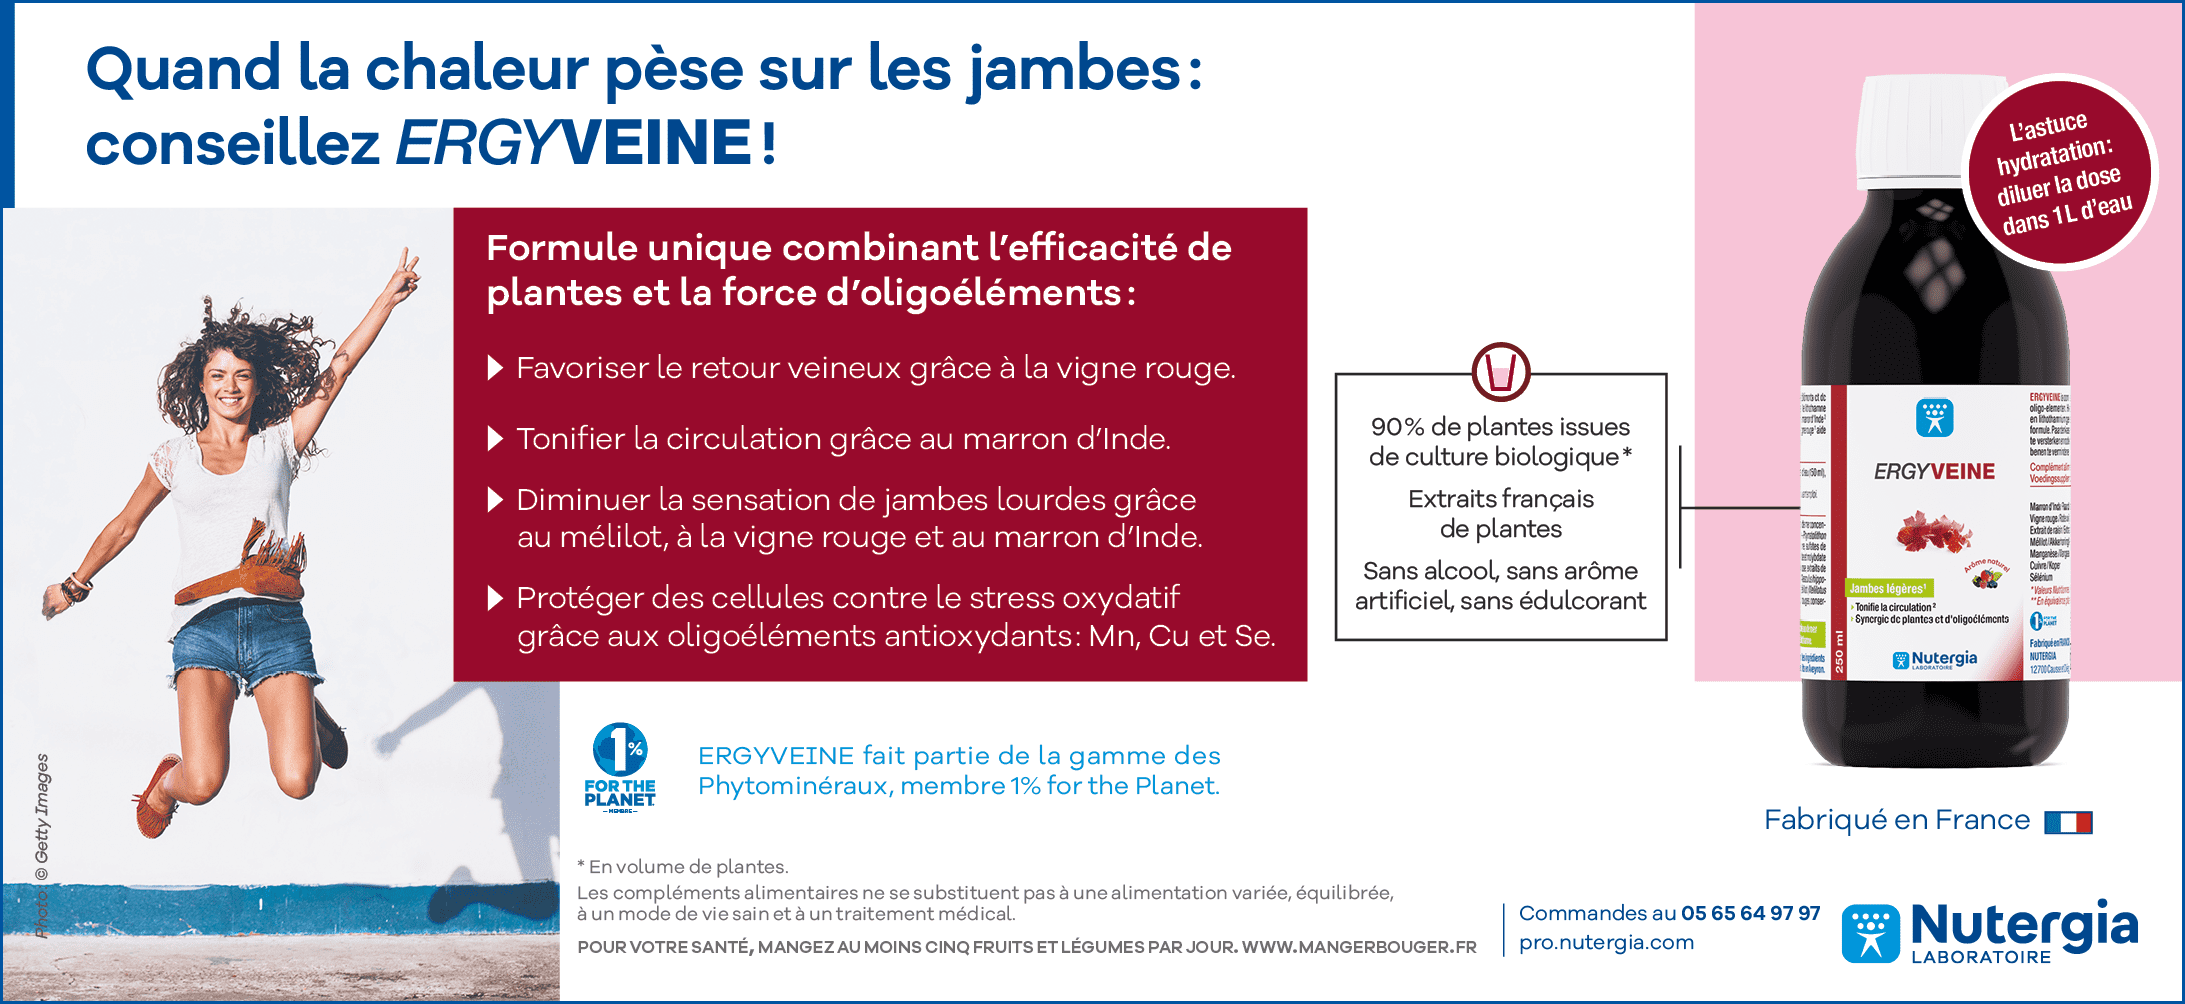 Quand la chaleur pèse sur les jambes :
conseillez ERGYVEINE !
L'astuce
hydratation :
diluer la dose
dans 1 L d'eau
Formule unique combinant l'efficacité de
plantes et la force d'oligoéléments :
Favoriser le retour veineux grâce à la vigne rouge.
Tonifier la circulation grâce au marron d'Inde.
Diminuer la sensation de jambes lourdes grâce
au mélilot, à la vigne rouge et au marron d'Inde.
Protéger des cellules contre le stress oxydatif
grâce aux oligoéléments antioxydants : Mn, Cu et Se.
90 % de plantes issues
de culture biologique *
Extraits français
de plantes
Sans alcool, sans arôme
artificiel, sans édulcorant
ERGYVEINE
Arôme naturel
Jambes légères¹
Tonifie la circulation²
Synergie de plantes et d'oligoéléments
250 ml
Nutergia
LABORATOIRE
Fabriqué en
NUTERGIA
1%
FOR THE
PLANET
MEMBRE
ERGYVEINE fait partie de la gamme des
Phytominéraux, membre 1% for the Planet.
Fabriqué en France
Photo : © Getty Images
* En volume de plantes.
Les compléments alimentaires ne se substituent pas à une alimentation variée, équilibrée,
à un mode de vie sain et à un traitement médical.
POUR VOTRE SANTÉ, MANGEZ AU MOINS CINQ FRUITS ET LÉGUMES PAR JOUR. WWW.MANGERBOUGER.FR
Commandes au 05 65 64 97 97
pro.nutergia.com
Nutergia
LABORATOIRE